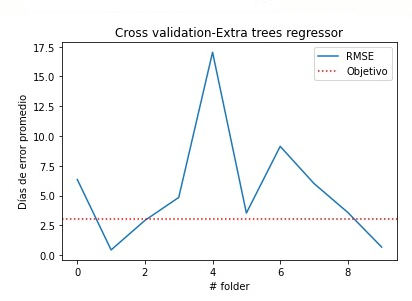 Cross validation-Extra trees regressor
17.5
15.0
12.5
10.0
7.5
5.0
2.5
0.0
Días de error promedio
RMSE
Objetivo
0 2 4 6 8
# folder